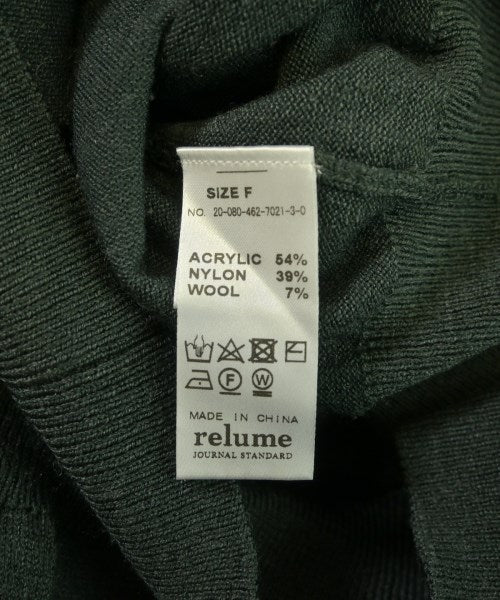 SIZE F
NO. 20-080-462-7021-3-0
ACRYLIC 54%
NYLON 39%
WOOL 7%
F W
MADE IN CHINA
relume
JOURNAL STANDARD